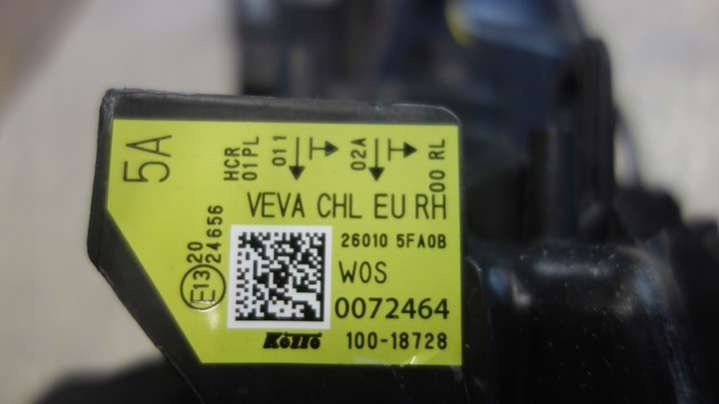 5A
HCR
01PL
011
02A
00 RL
VEVA CHL EU RH
E13 20
24656
26010 5FA0B
W0S
0072464
KOITO 100-18728